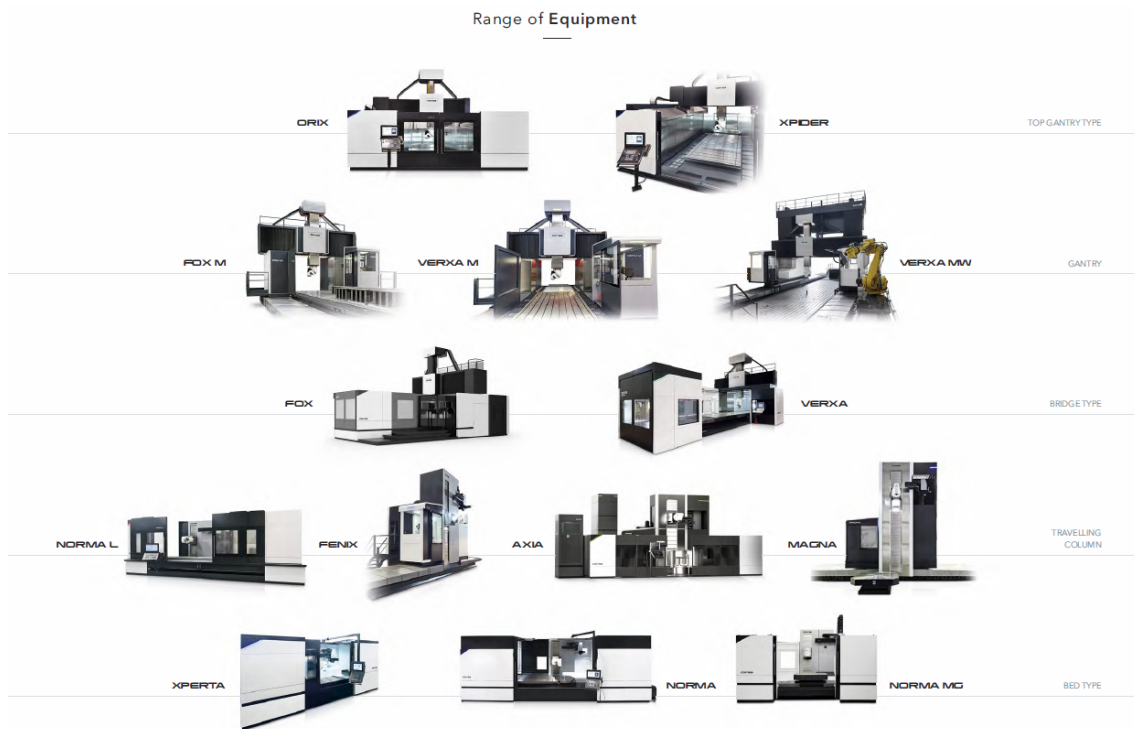 Range of Equipment
ORIX
XPIDER
TOP GANTRY TYPE
FOX M
VERXA M
VERXA MW
GANTRY
FOX
VERXA
BRIDGE TYPE
NORMA L
FENIX
AXIA
MAGNA
TRAVELLING
COLUMN
XPERTA
NORMA
NORMA MG
BED TYPE